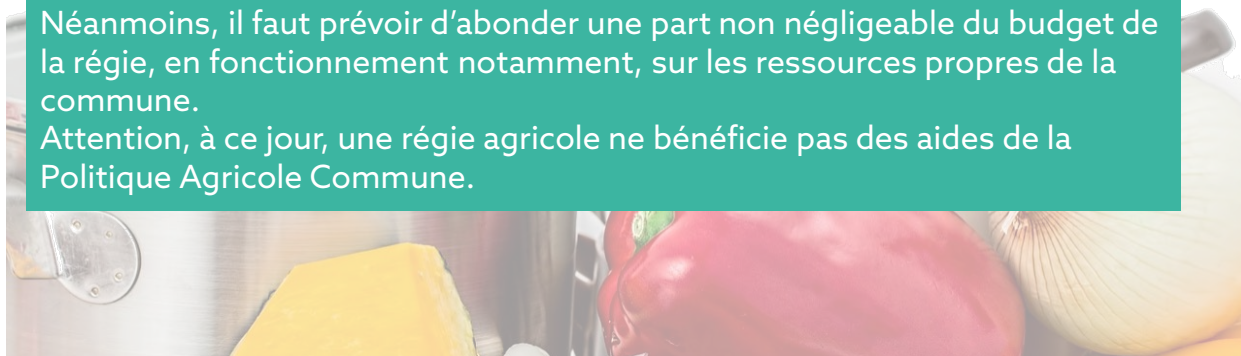 Néanmoins, il faut prévoir d’abonder une part non négligeable du budget de
la régie, en fonctionnement notamment, sur les ressources propres de la
commune.
Attention, à ce jour, une régie agricole ne bénéficie pas des aides de la
Politique Agricole Commune.